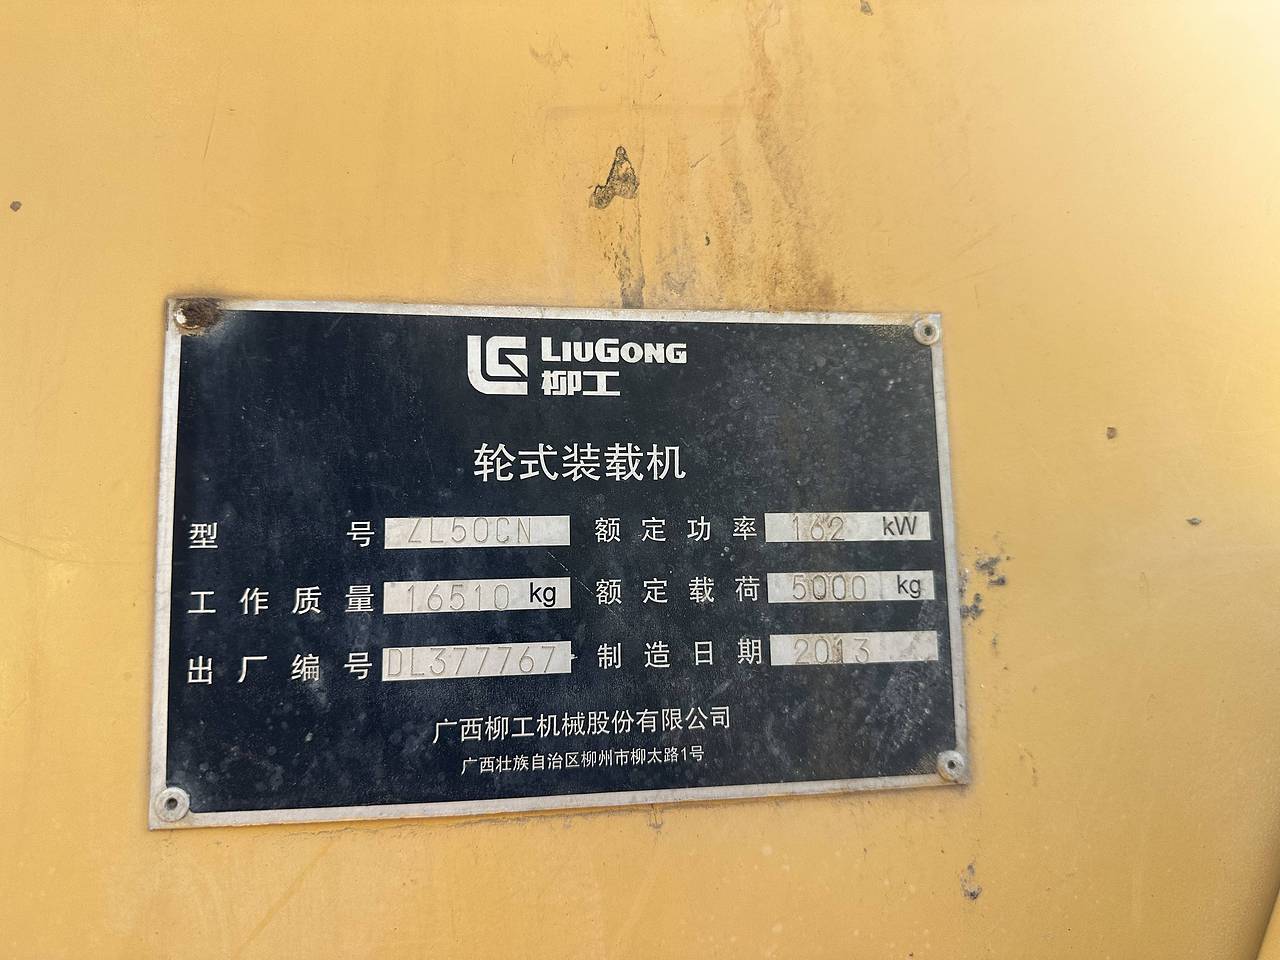 LG LIUGONG
柳工
轮式装载机
型号 ZL50CN 额定功率 162 kW
工作质量 16510 kg 额定载荷 5000 kg
出厂编号 DL377767 制造日期 2013
广西柳工机械股份有限公司
广西壮族自治区柳州市柳太路1号